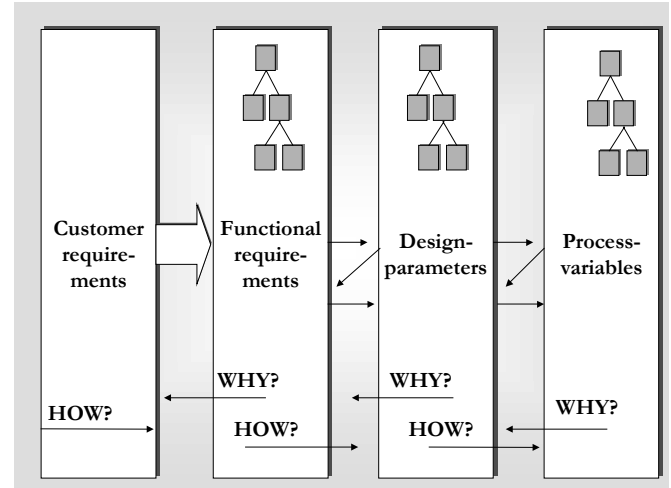 Customer
require-
ments
Functional
require-
ments
Design-
parameters
Process-
variables
WHY?
WHY?
HOW?
WHY?
HOW?
HOW?